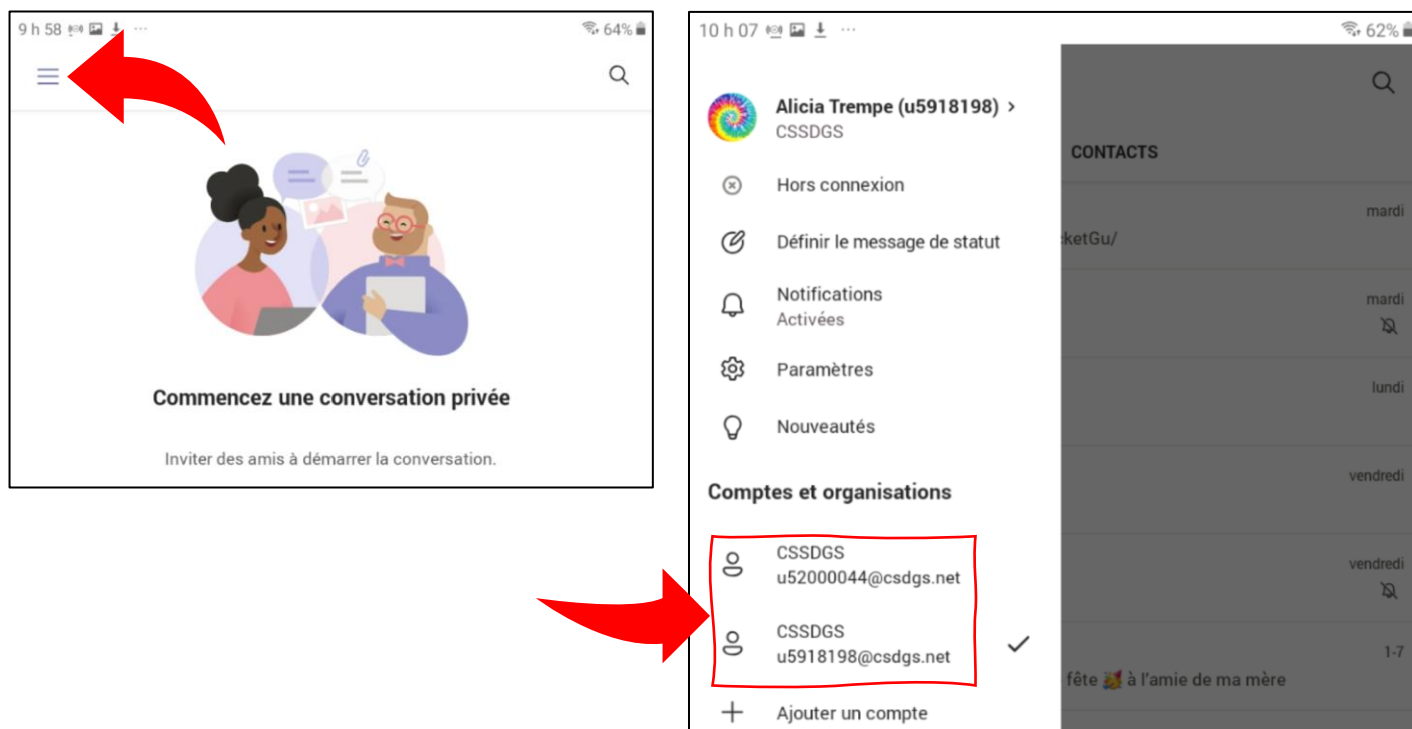 9 h 58 ···
64%
Commencez une conversation privée
Inviter des amis à démarrer la conversation.
10 h 07 ···
62%
Alicia Trempe (u5918198) >
CSSDGS
Hors connexion
Définir le message de statut
Notifications
Activées
Paramètres
Nouveautés
Comptes et organisations
CSSDGS
u52000044@csdgs.net
CSSDGS
u5918198@csdgs.net
Ajouter un compte
CONTACTS
mardi
ketGu/
mardi
lundi
vendredi
vendredi
1-7
fête 🥳 à l'amie de ma mère